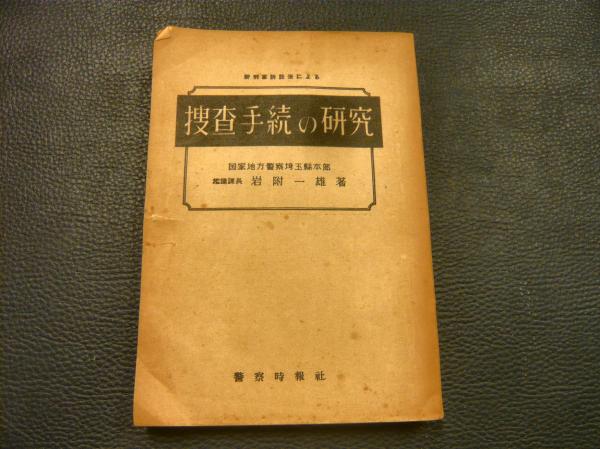 新刑事訴訟法による
捜査手続の研究
国家地方警察埼玉縣本部
鑑識課長 岩附一雄著
警察時報社